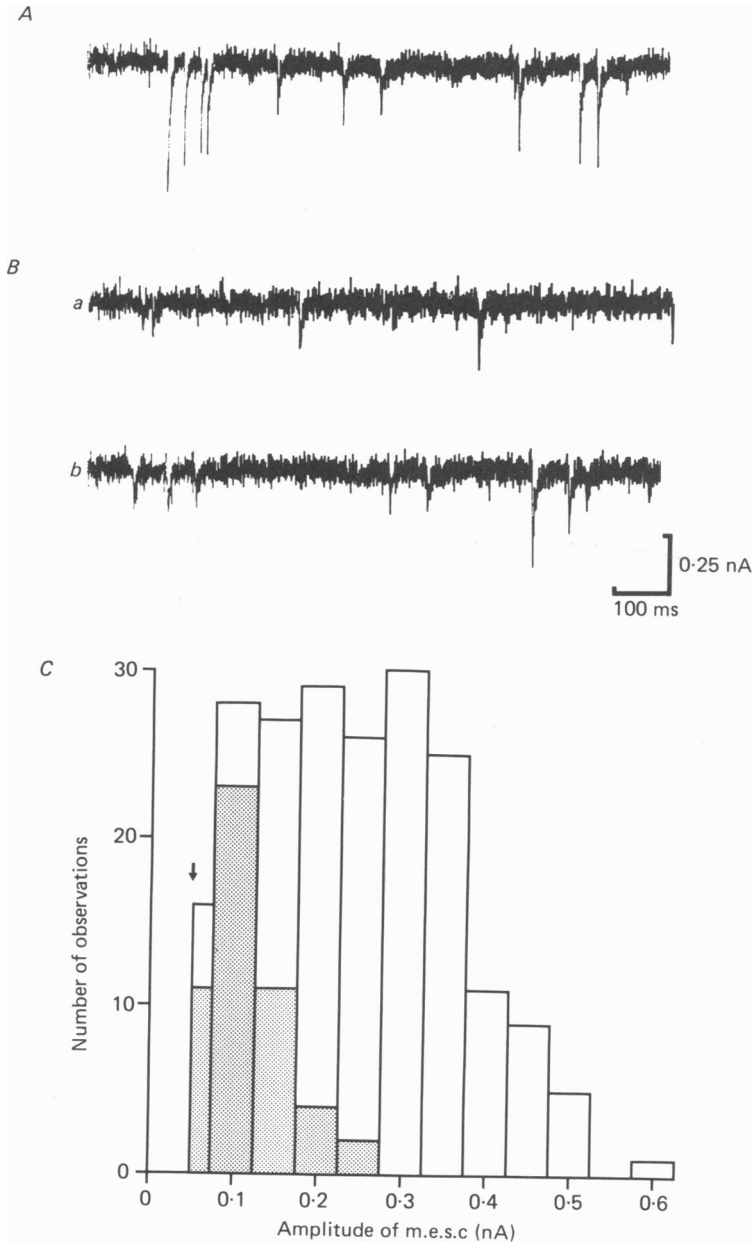 A
B
a
b
0·25 nA
100 ms
C
30
20
10
0
Number of observations
0 0·1 0·2 0·3 0·4 0·5 0·6
Amplitude of m.e.s.c (nA)